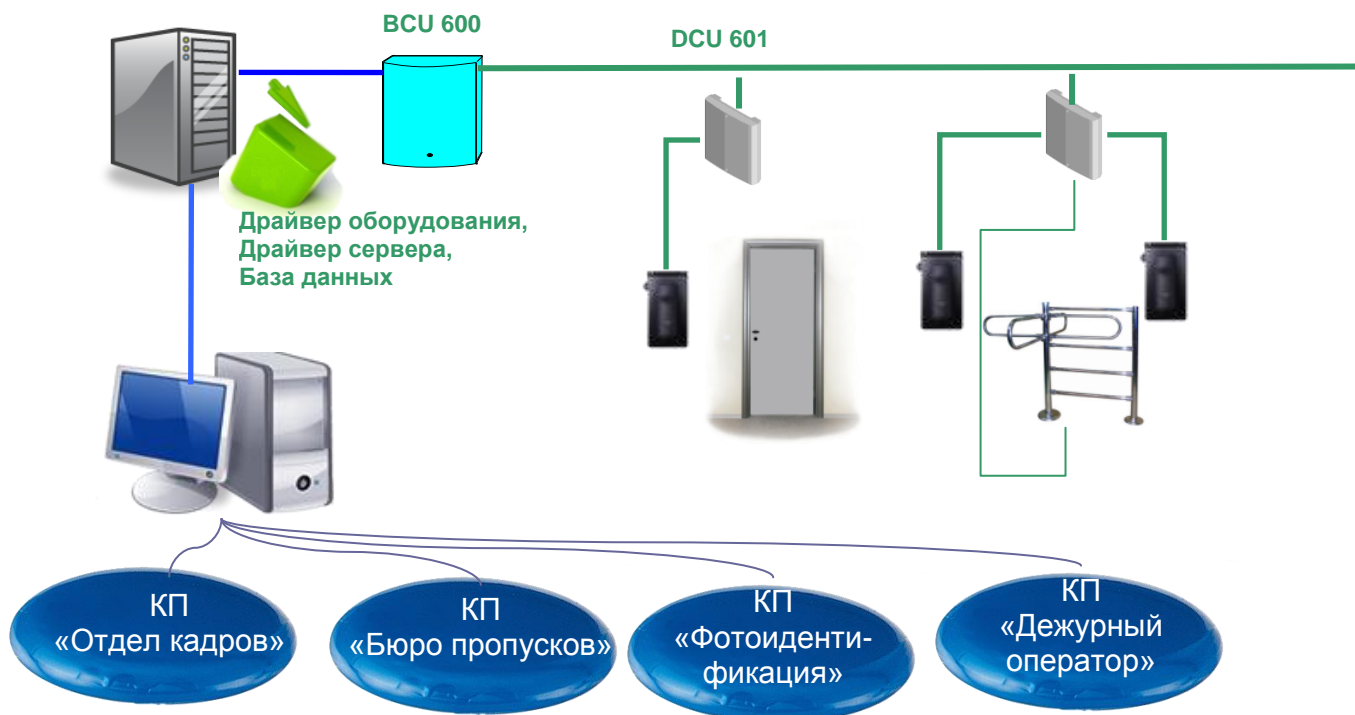 BCU 600
DCU 601
Драйвер оборудования,
Драйвер сервера,
База данных
КП
«Отдел кадров»
КП
«Бюро пропусков»
КП
«Фотоиденти-
фикация»
КП
«Дежурный
оператор»